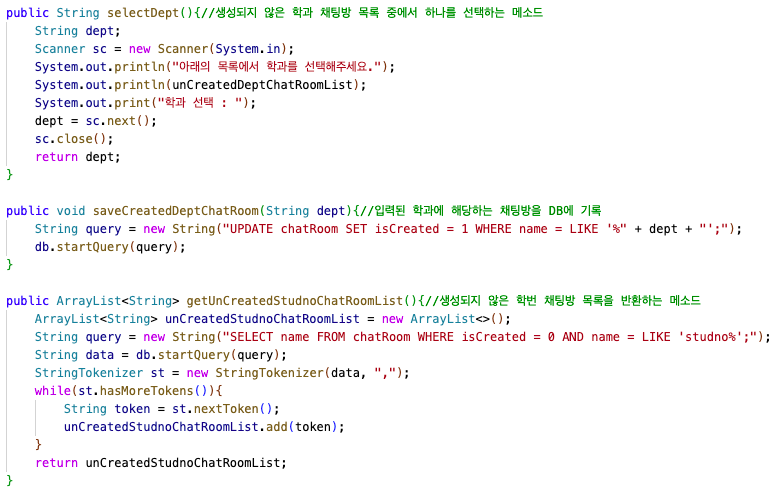 public String selectDept(){//생성되지 않은 학과 채팅방 목록 중에서 하나를 선택하는 메소드
    String dept;
    Scanner sc = new Scanner(System.in);
    System.out.println("아래의 목록에서 학과를 선택해주세요.");
    System.out.println(unCreatedDeptChatRoomList);
    System.out.print("학과 선택 : ");
    dept = sc.next();
    sc.close();
    return dept;
}

public void saveCreatedDeptChatRoom(String dept){//입력된 학과에 해당하는 채팅방을 DB에 기록
    String query = new String("UPDATE chatRoom SET isCreated = 1 WHERE name = LIKE '%" + dept + "';");
    db.startQuery(query);
}

public ArrayList<String> getUnCreatedStudnoChatRoomList(){//생성되지 않은 학번 채팅방 목록을 반환하는 메소드
    ArrayList<String> unCreatedStudnoChatRoomList = new ArrayList<>();
    String query = new String("SELECT name FROM chatRoom WHERE isCreated = 0 AND name = LIKE 'studno%';");
    String data = db.startQuery(query);
    StringTokenizer st = new StringTokenizer(data, ",");
    while(st.hasMoreTokens()){
        String token = st.nextToken();
        unCreatedStudnoChatRoomList.add(token);
    }
    return unCreatedStudnoChatRoomList;
}